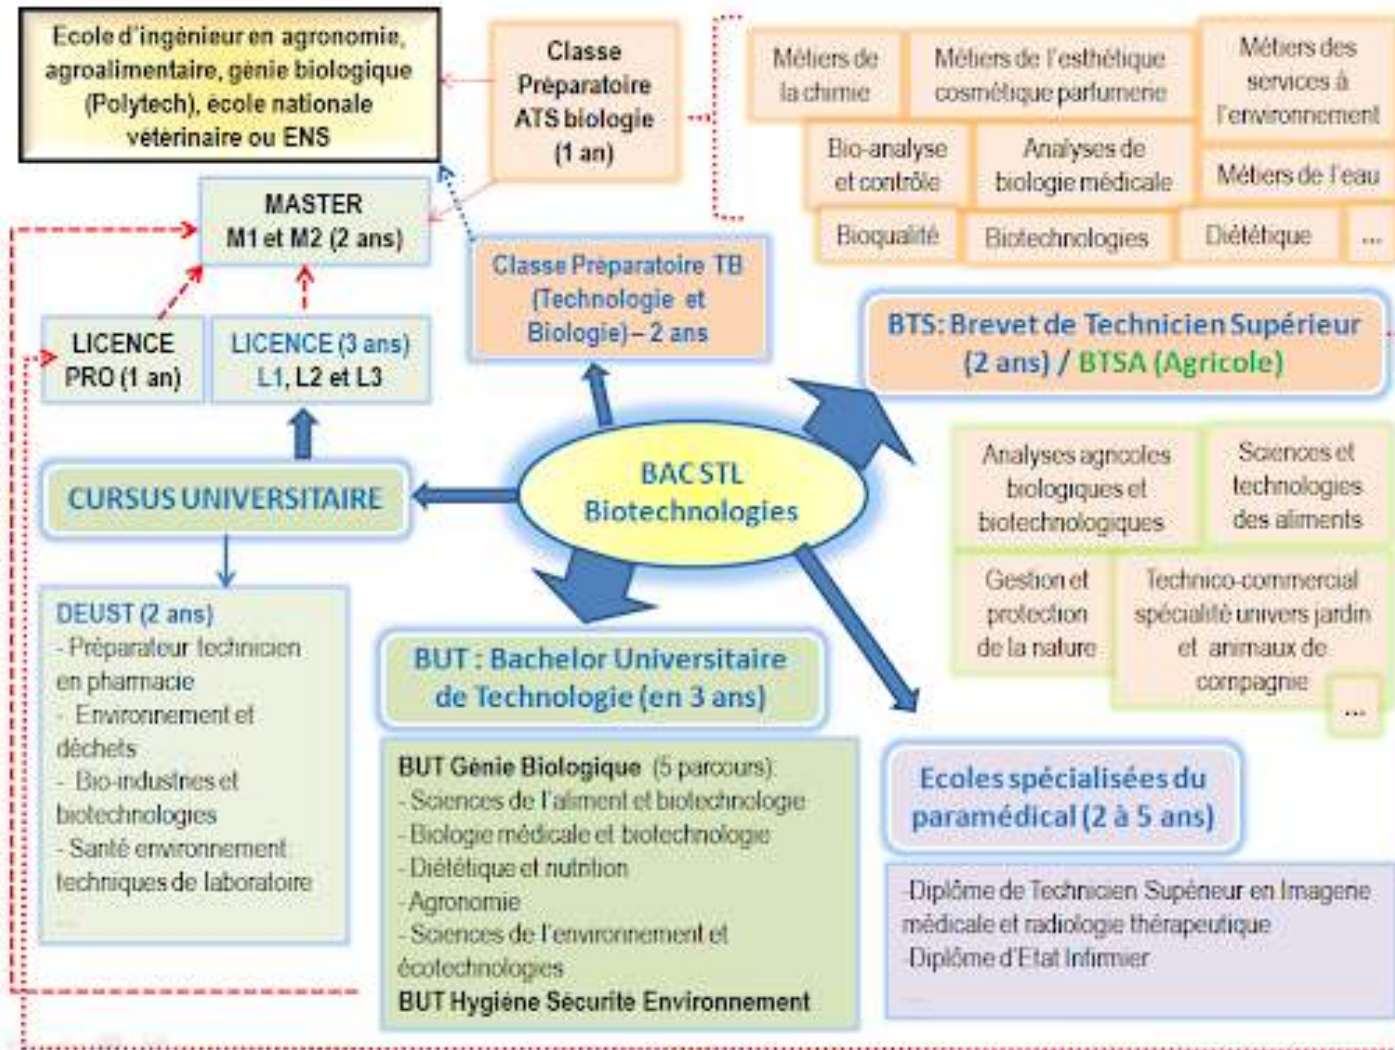 Ecole d'ingénieur en agronomie,
agroalimentaire, génie biologique
(Polytech), école nationale
vétérinaire ou ENS
Classe
Préparatoire
ATS biologie
(1 an)
Métiers de
la chimie
Métiers de l'esthétique
cosmétique parfumerie
Métiers des
services à
l'environnement
Bio-analyse
et contrôle
Analyses de
biologie médicale
Métiers de l'eau
Bioqualité
Biotechnologies
Diététique
...
MASTER
M1 et M2 (2 ans)
Classe Préparatoire TB
(Technologie et
Biologie) – 2 ans
BTS: Brevet de Technicien Supérieur
(2 ans) / BTSA (Agricole)
LICENCE
PRO (1 an)
LICENCE (3 ans)
L1, L2 et L3
BAC STL
Biotechnologies
CURSUS UNIVERSITAIRE
Analyses agricoles
biologiques et
biotechnologiques
Sciences et
technologies
des aliments
Gestion et
protection
de la nature
Technico-commercial
spécialité univers jardin
et animaux de
compagnie
...
DEUST (2 ans)
- Préparateur technicien
en pharmacie
- Environnement et
déchets
- Bio-industries et
biotechnologies
- Santé environnement
techniques de laboratoire
...
BUT : Bachelor Universitaire
de Technologie (en 3 ans)
BUT Génie Biologique (5 parcours)
- Sciences de l'aliment et biotechnologie
- Biologie médicale et biotechnologie
- Diététique et nutrition
- Agronomie
- Sciences de l'environnement et
écotechnologies
BUT Hygiène Sécurité Environnement
Ecoles spécialisées du
paramédical (2 à 5 ans)
-Diplôme de Technicien Supérieur en Imagerie
médicale et radiologie thérapeutique
-Diplôme d'Etat Infirmier
...